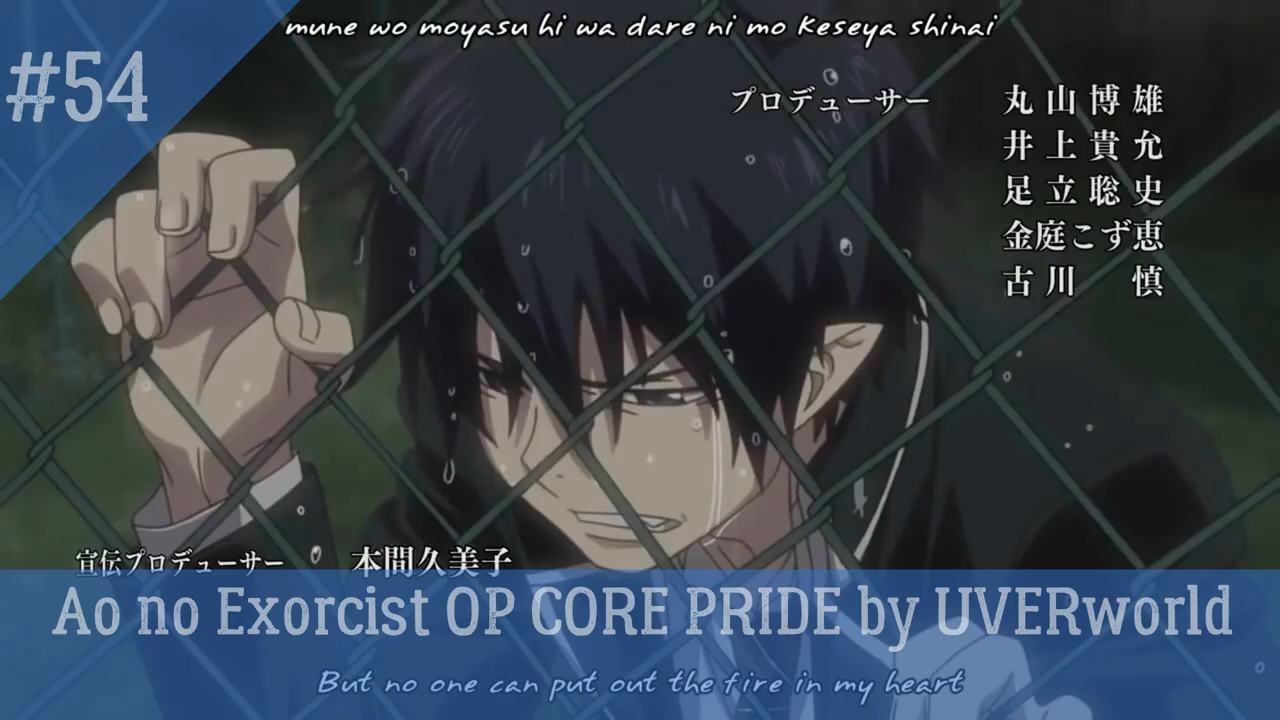 mune wo moyasu hi wa dare ni mo Keseya shinai
#54
プロデューサー 丸山博雄
井上貴允
足立聡史
金庭こず恵
古川 慎
宣伝プロデューサー 本間久美子
Ao no Exorcist OP CORE PRIDE by UVERworld
But no one can put out the fire in my heart